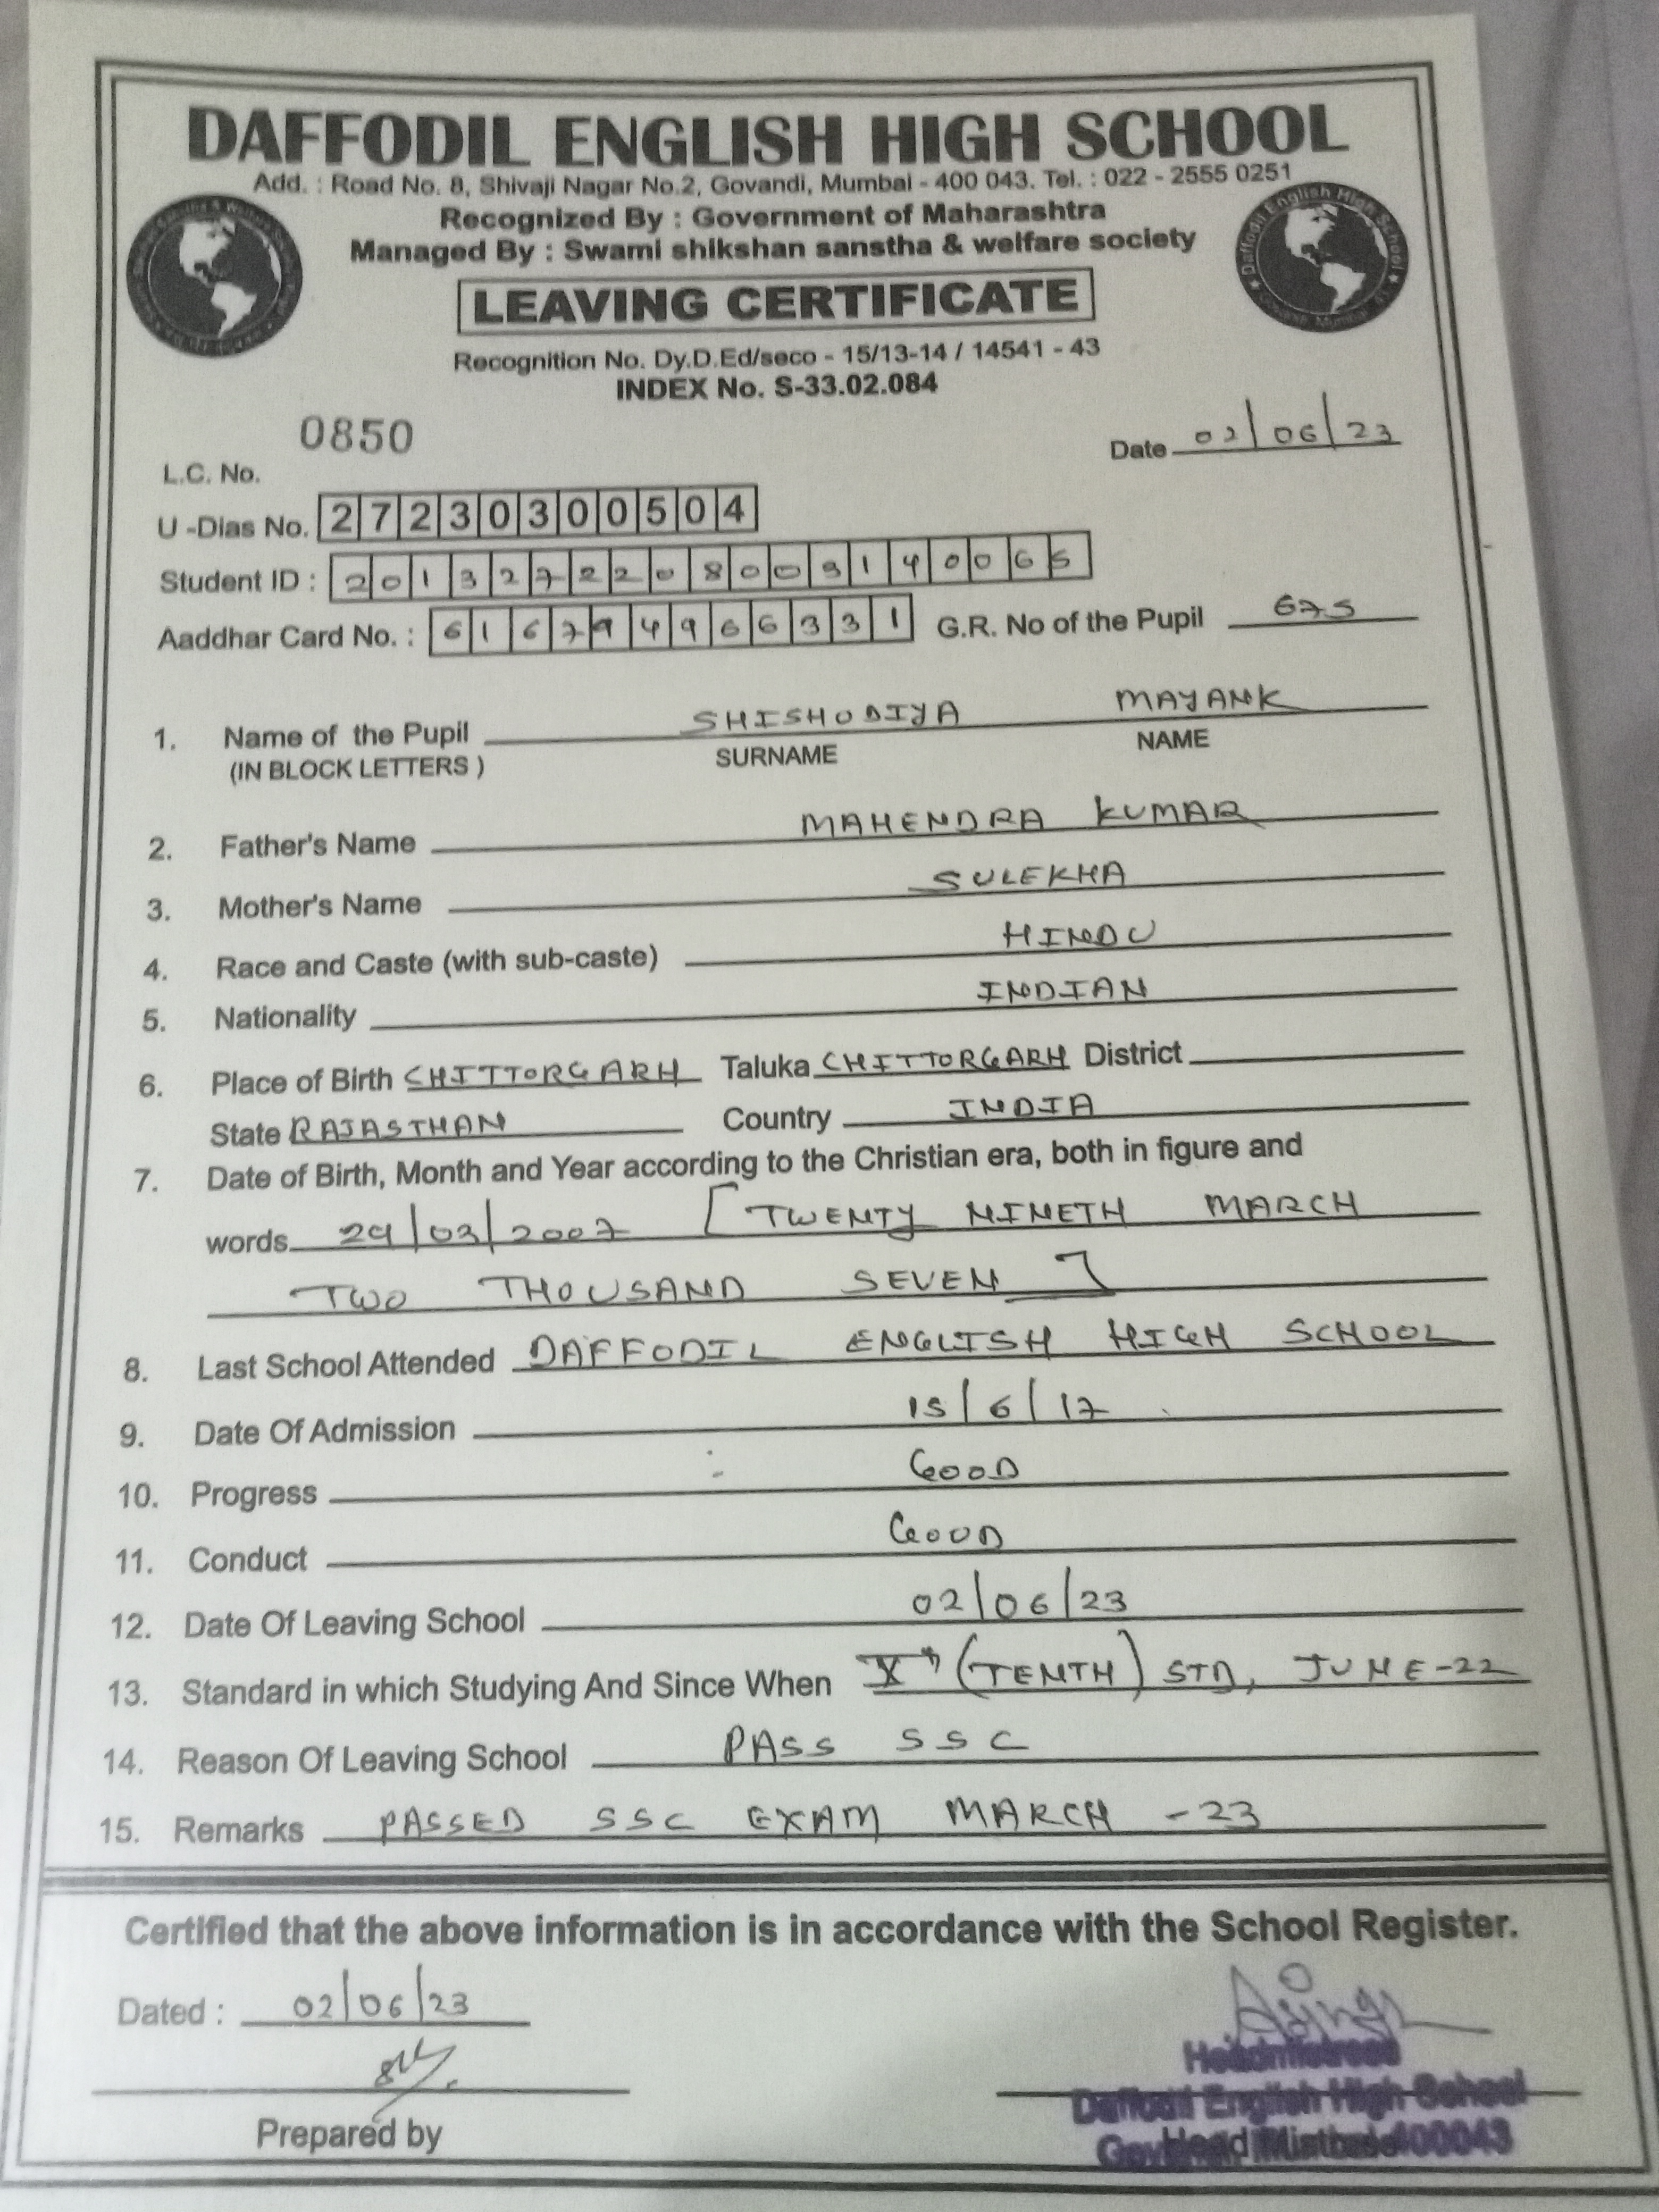 DAFFODIL ENGLISH HIGH SCHOOL
Add. : Road No. 8, Shivaji Nagar No.2, Govandi, Mumbai - 400 043. Tel. : 022 - 2555 0251
Recognized By : Government of Maharashtra
Managed By : Swami shikshan sanstha & welfare society
Daffodil English High School
LEAVING CERTIFICATE
Recognition No. Dy.D.Ed/seco - 15/13-14 / 14541 - 43
INDEX No. S-33.02.084
0850
L.C. No. Date 02/06/23
U -Dias No. 27230300504
Student ID : 2013272208009140065
Aaddhar Card No. : 616794966331 G.R. No of the Pupil 675
1. Name of the Pupil SHISHODIYA MAYANK
(IN BLOCK LETTERS ) SURNAME NAME
2. Father's Name MAHENDRA KUMAR
3. Mother's Name SULEKHA
4. Race and Caste (with sub-caste) HINDU
5. Nationality INDIAN
6. Place of Birth CHITTORGARH Taluka CHITTORGARH District
State RAJASTHAN Country INDIA
7. Date of Birth, Month and Year according to the Christian era, both in figure and
words 29/03/2007 [TWENTY NINETH MARCH
TWO THOUSAND SEVEN]
8. Last School Attended DAFFODIL ENGLISH HIGH SCHOOL
9. Date Of Admission 15/6/17
10. Progress GOOD
11. Conduct GOOD
12. Date Of Leaving School 02/06/23
13. Standard in which Studying And Since When Xth (TENTH) STD, JUNE-22
14. Reason Of Leaving School PASS SSC
15. Remarks PASSED SSC EXAM MARCH -23
Certified that the above information is in accordance with the School Register.
Dated : 02/06/23
Headmistress
Daffodil English High School
Prepared by